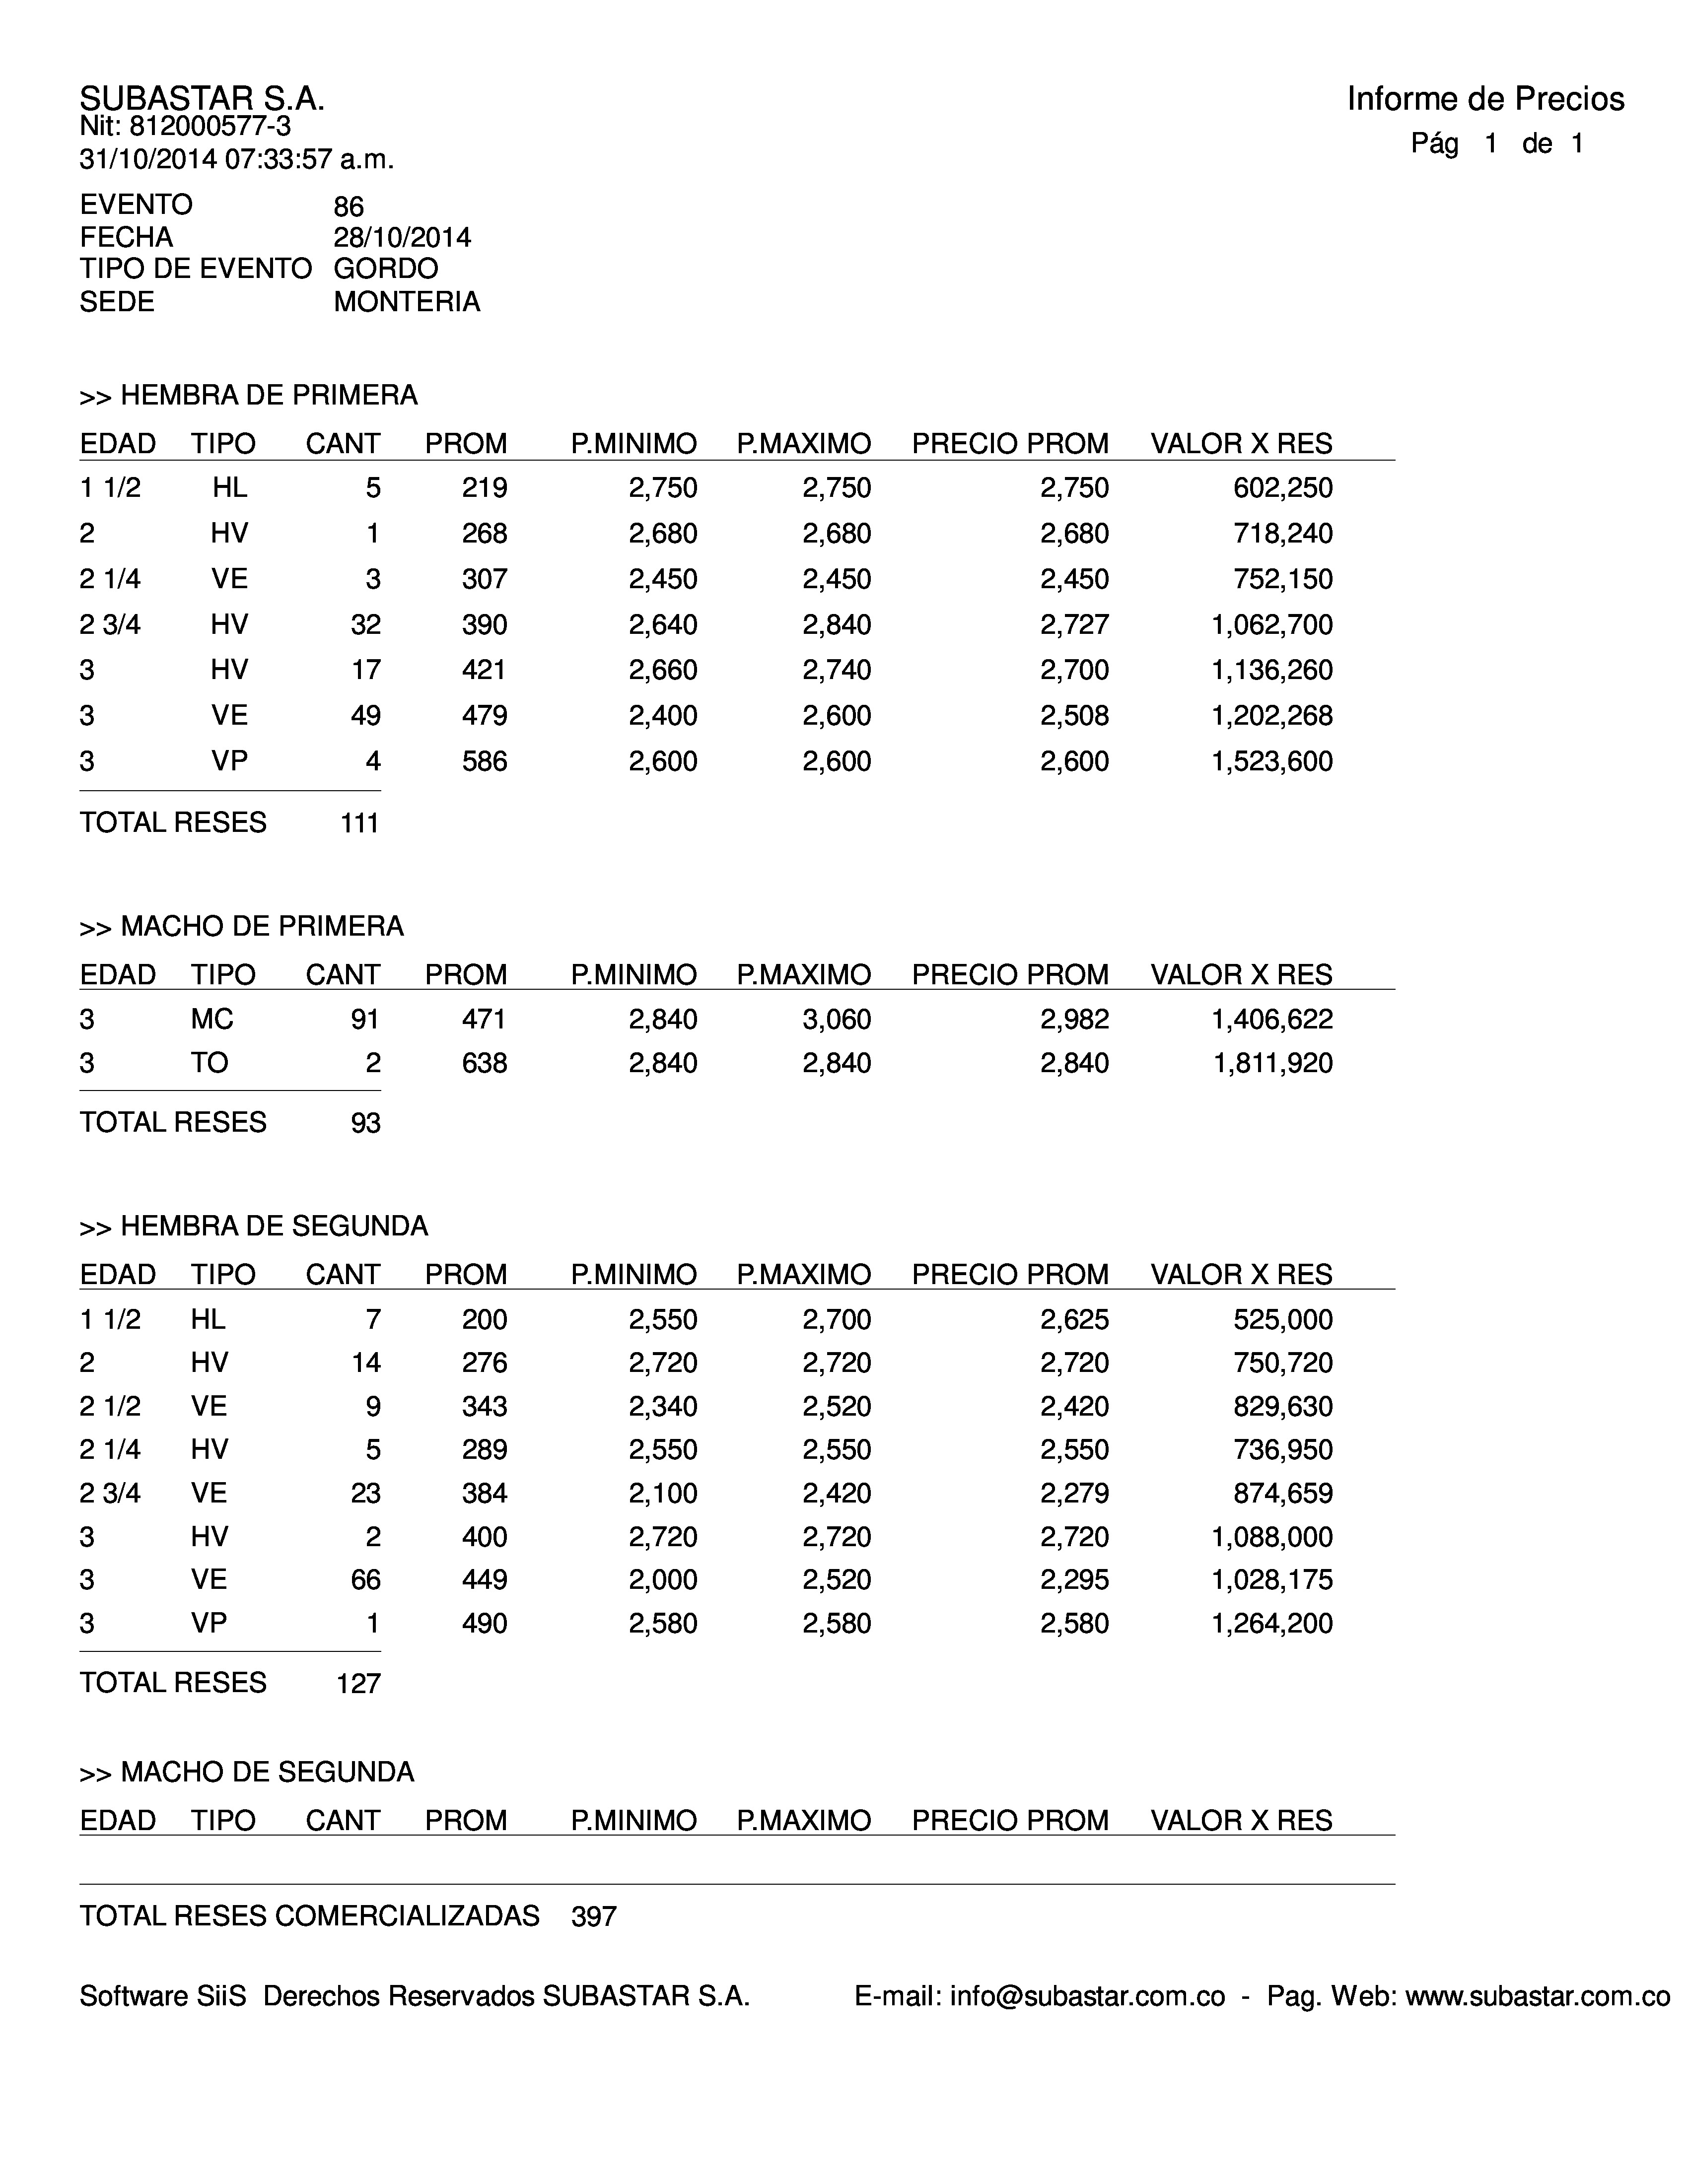 SUBASTAR S.A. Informe de Precios
Nit: 812000577-3
31/10/2014 07:33:57 a.m. Pág 1 de 1
EVENTO 86
FECHA 28/10/2014
TIPO DE EVENTO GORDO
SEDE MONTERIA
>> HEMBRA DE PRIMERA
EDAD TIPO CANT PROM P.MINIMO P.MAXIMO PRECIO PROM VALOR X RES
1 1/2 HL 5 219 2,750 2,750 2,750 602,250
2 HV 1 268 2,680 2,680 2,680 718,240
2 1/4 VE 3 307 2,450 2,450 2,450 752,150
2 3/4 HV 32 390 2,640 2,840 2,727 1,062,700
3 HV 17 421 2,660 2,740 2,700 1,136,260
3 VE 49 479 2,400 2,600 2,508 1,202,268
3 VP 4 586 2,600 2,600 2,600 1,523,600
TOTAL RESES 111
>> MACHO DE PRIMERA
EDAD TIPO CANT PROM P.MINIMO P.MAXIMO PRECIO PROM VALOR X RES
3 MC 91 471 2,840 3,060 2,982 1,406,622
3 TO 2 638 2,840 2,840 2,840 1,811,920
TOTAL RESES 93
>> HEMBRA DE SEGUNDA
EDAD TIPO CANT PROM P.MINIMO P.MAXIMO PRECIO PROM VALOR X RES
1 1/2 HL 7 200 2,550 2,700 2,625 525,000
2 HV 14 276 2,720 2,720 2,720 750,720
2 1/2 VE 9 343 2,340 2,520 2,420 829,630
2 1/4 HV 5 289 2,550 2,550 2,550 736,950
2 3/4 VE 23 384 2,100 2,420 2,279 874,659
3 HV 2 400 2,720 2,720 2,720 1,088,000
3 VE 66 449 2,000 2,520 2,295 1,028,175
3 VP 1 490 2,580 2,580 2,580 1,264,200
TOTAL RESES 127
>> MACHO DE SEGUNDA
EDAD TIPO CANT PROM P.MINIMO P.MAXIMO PRECIO PROM VALOR X RES
TOTAL RESES COMERCIALIZADAS 397
Software SiiS Derechos Reservados SUBASTAR S.A. E-mail: info@subastar.com.co - Pag. Web: www.subastar.com.co